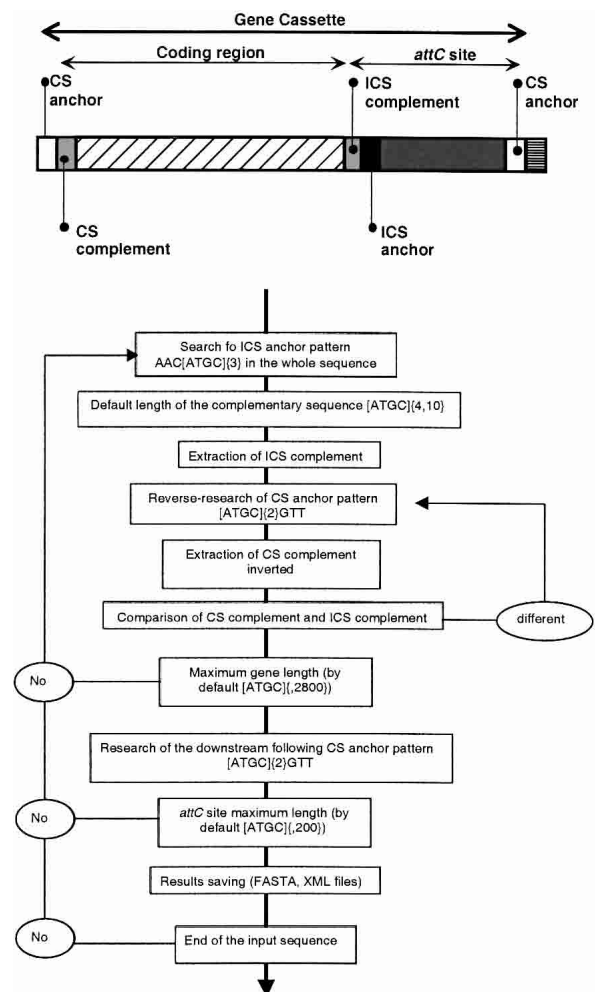 Gene Cassette
Coding region
attC site
CS
anchor
ICS
complement
CS
anchor
CS
complement
ICS
anchor
Search fo ICS anchor pattern
AAC[ATGC]{3} in the whole sequence
Default length of the complementary sequence [ATGC]{4,10}
Extraction of ICS complement
Reverse-research of CS anchor pattern
[ATGC]{2}GTT
Extraction of CS complement
inverted
Comparison of CS complement and ICS complement
different
No
Maximum gene length (by
default [ATGC]{,2800})
Research of the downstream following CS anchor pattern
[ATGC]{2}GTT
No
attC site maximum length (by
default [ATGC]{,200})
Results saving (FASTA, XML files)
No
End of the input sequence